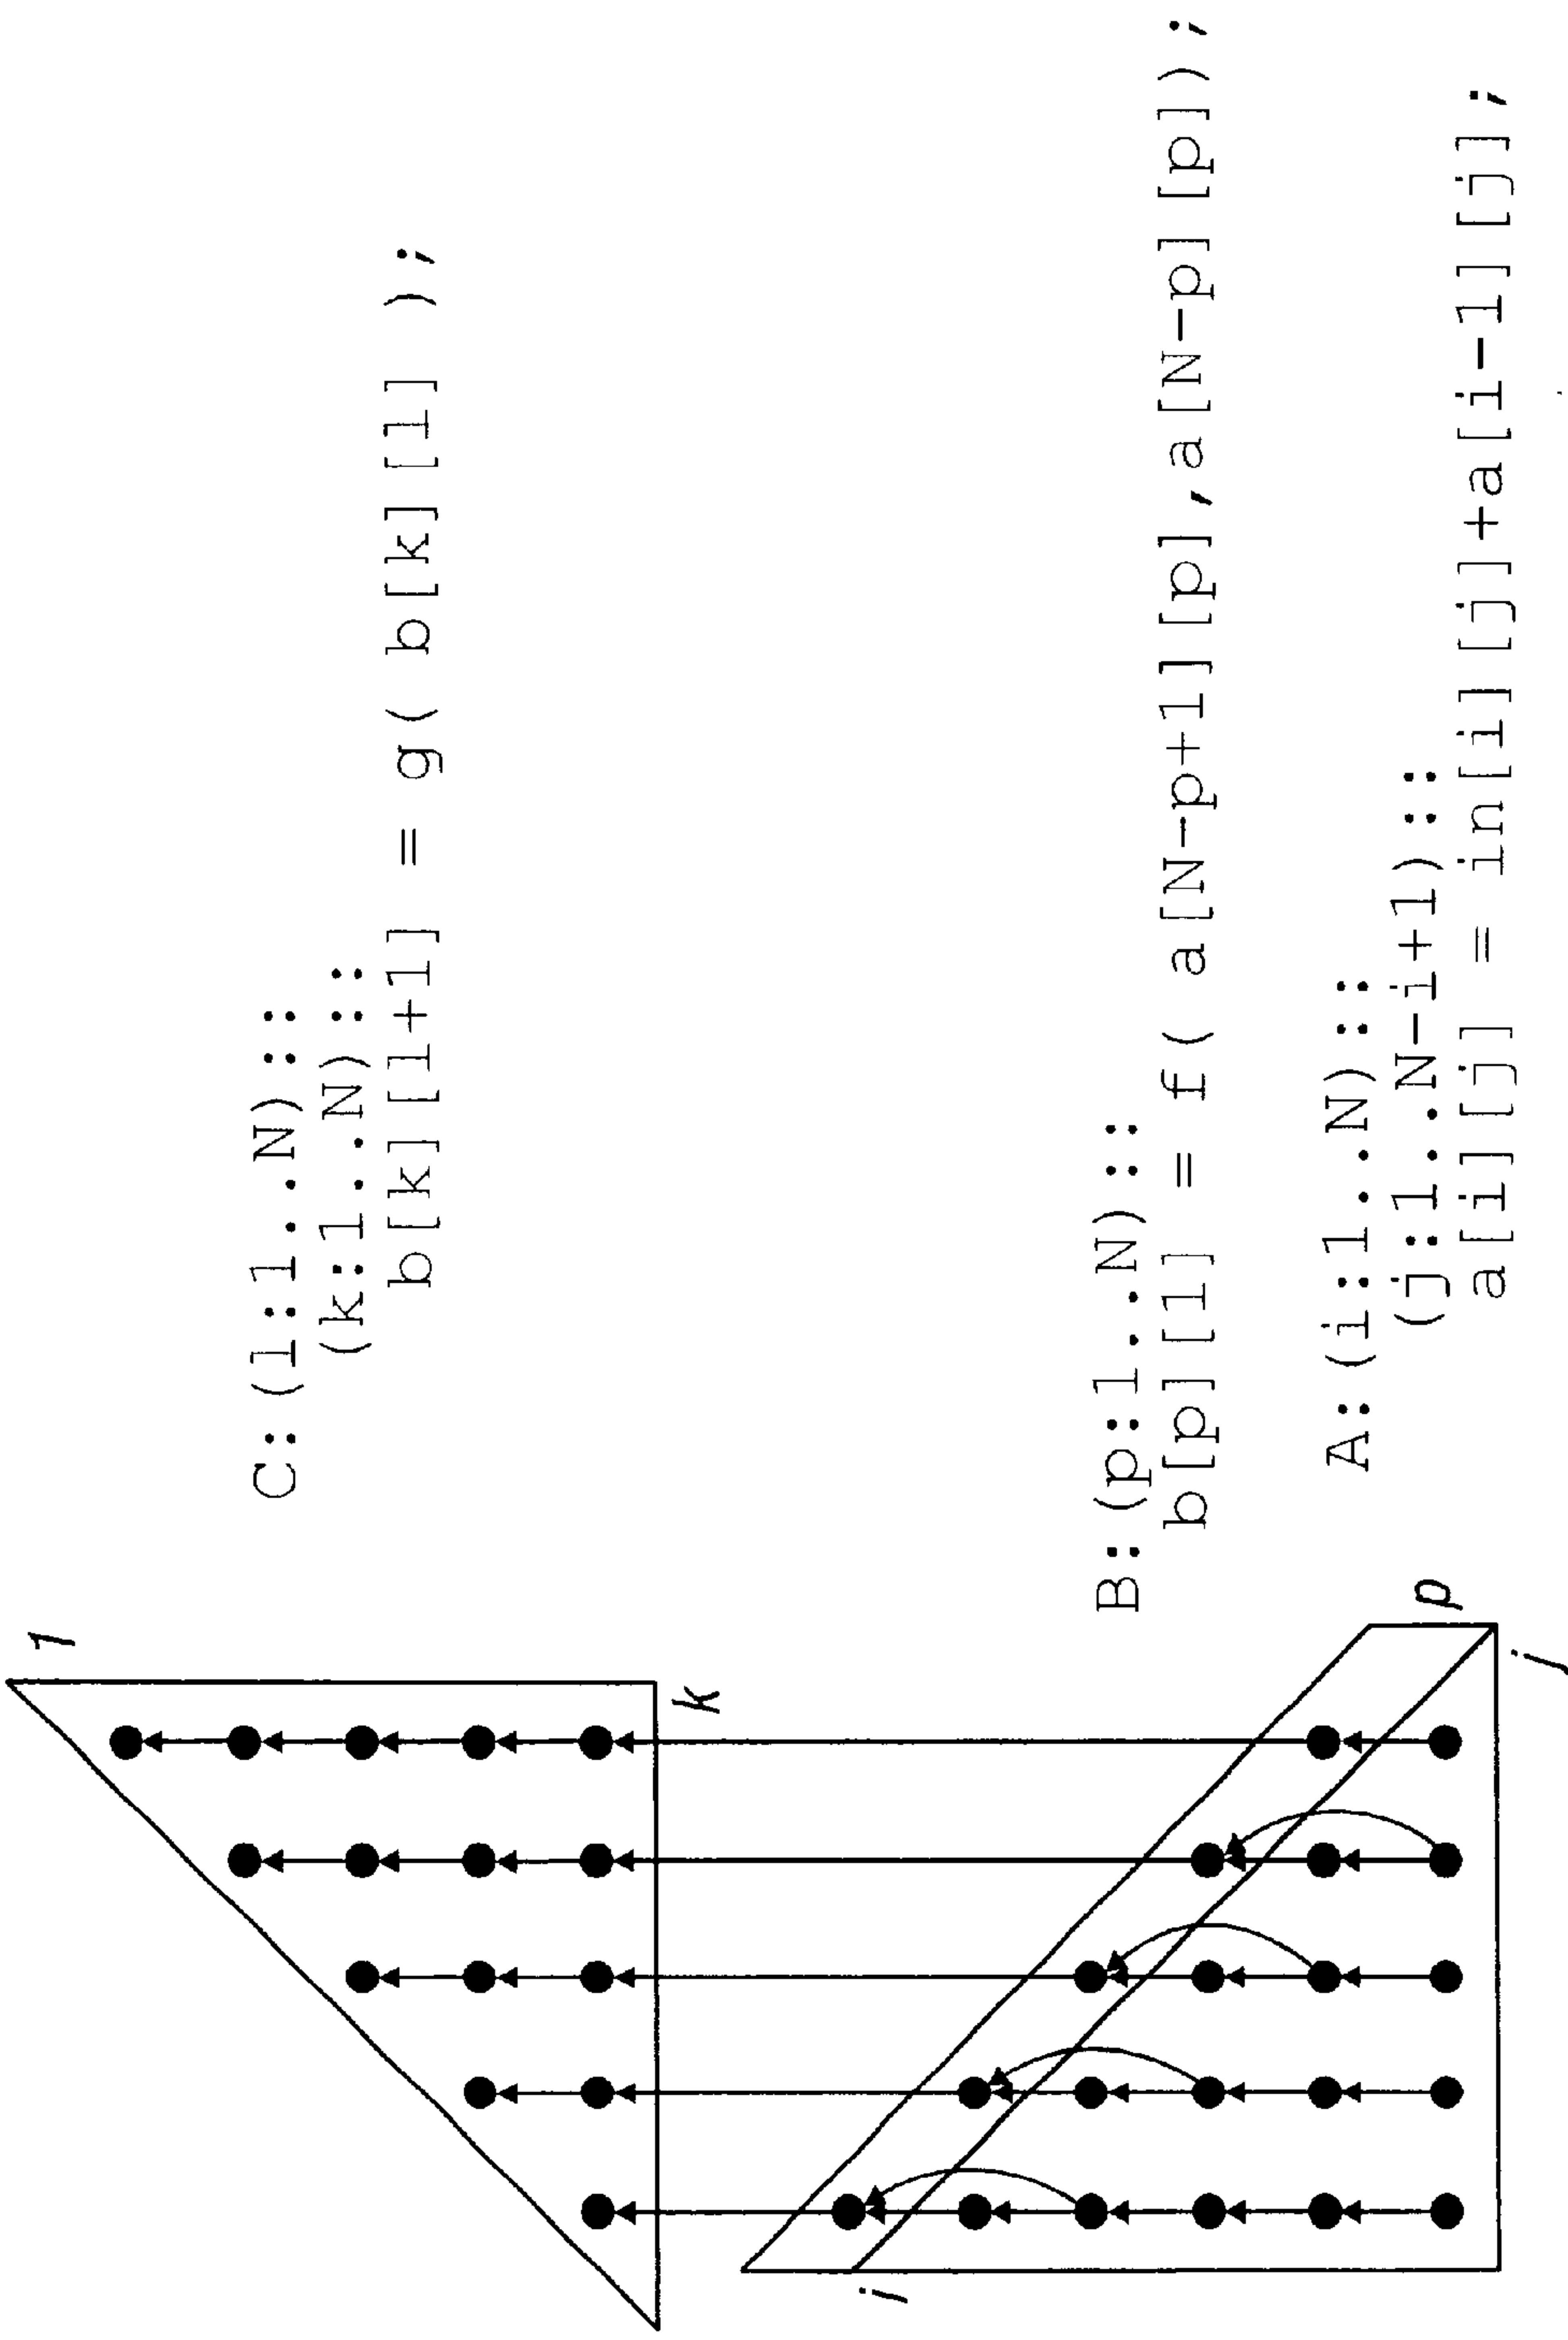 l
C:(l:1..N)::
(k:1..N)::
b[k][l+1] = g( b[k][l] );
k
B:(p:1..N)::
b[p][1] = f( a[N-p+1][p],a[N-p][p]);
i
A:(i:1..N)::
(j:1..N-i+1)::
a[i][j] = in[i][j]+a[i-1][j];
p
j